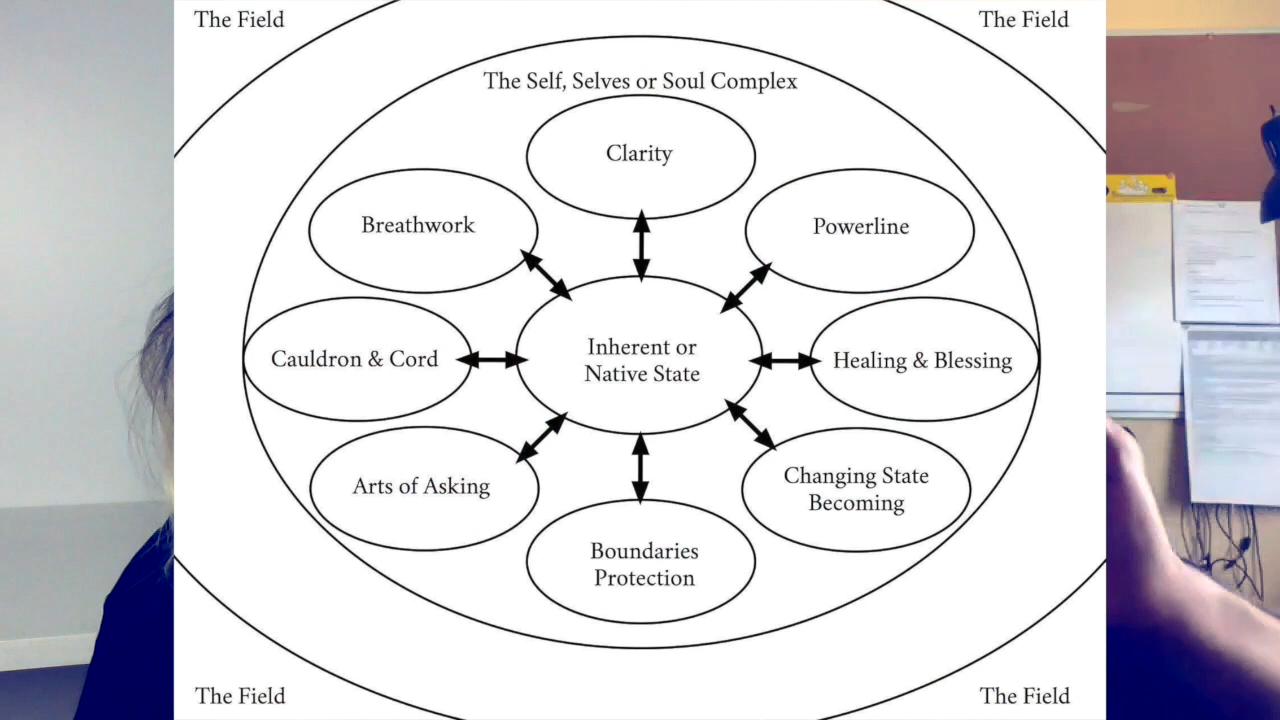 The Field
The Field
The Self, Selves or Soul Complex
Clarity
Breathwork
Powerline
Cauldron & Cord
Inherent or
Native State
Healing & Blessing
Arts of Asking
Changing State
Becoming
Boundaries
Protection
The Field
The Field